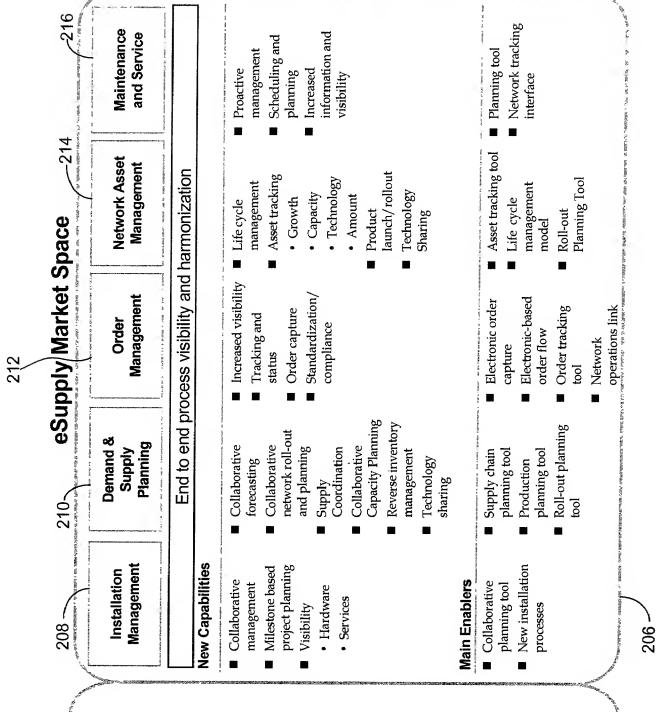 212
eSupply Market Space
208
210
214
216
Installation
Management
Demand &
Supply
Planning
Order
Management
Network Asset
Management
Maintenance
and Service
End to end process visibility and harmonization
New Capabilities
■ Collaborative
management
■ Milestone based
project planning
■ Visibility
• Hardware
• Services
■ Collaborative
forecasting
■ Collaborative
network roll-out
and planning
■ Supply
Coordination
■ Collaborative
Capacity Planning
■ Reverse inventory
management
■ Technology
sharing
■ Increased visibility
■ Tracking and
status
■ Order capture
■ Standardization/
compliance
■ Life cycle
management
■ Asset tracking
• Growth
• Capacity
• Technology
• Amount
■ Product
launch/rollout
■ Technology
Sharing
■ Proactive
management
■ Scheduling and
planning
■ Increased
information and
visibility
Main Enablers
■ Collaborative
planning tool
■ New installation
processes
■ Supply chain
planning tool
■ Production
planning tool
■ Roll-out planning
tool
■ Electronic order
capture
■ Electronic-based
order flow
■ Order tracking
tool
■ Network
operations link
■ Asset tracking tool
■ Life cycle
management
model
■ Roll-out
Planning Tool
■ Planning tool
■ Network tracking
interface
206